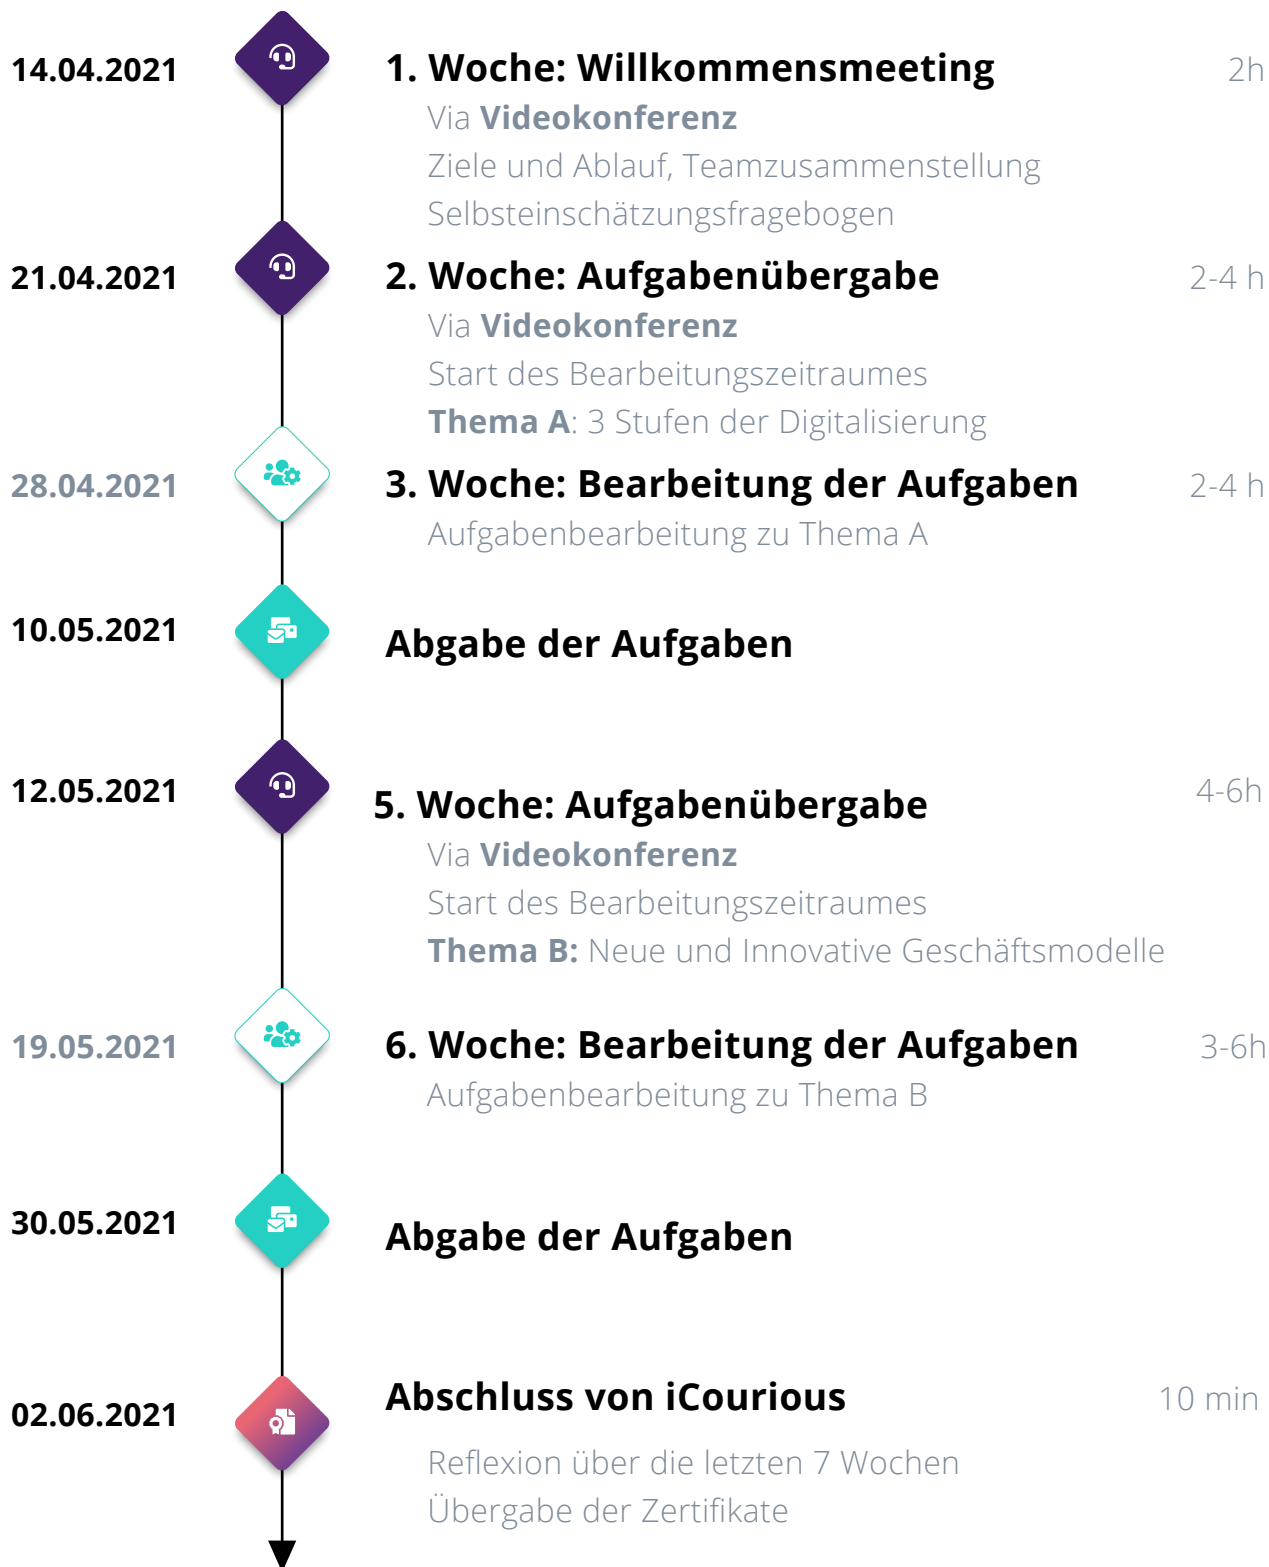 14.04.2021 1. Woche: Willkommensmeeting 2h
Via Videokonferenz
Ziele und Ablauf, Teamzusammenstellung
Selbsteinschätzungsfragebogen
21.04.2021 2. Woche: Aufgabenübergabe 2-4 h
Via Videokonferenz
Start des Bearbeitungszeitraumes
Thema A: 3 Stufen der Digitalisierung
28.04.2021 3. Woche: Bearbeitung der Aufgaben 2-4 h
Aufgabenbearbeitung zu Thema A
10.05.2021 Abgabe der Aufgaben
12.05.2021 5. Woche: Aufgabenübergabe 4-6h
Via Videokonferenz
Start des Bearbeitungszeitraumes
Thema B: Neue und Innovative Geschäftsmodelle
19.05.2021 6. Woche: Bearbeitung der Aufgaben 3-6h
Aufgabenbearbeitung zu Thema B
30.05.2021 Abgabe der Aufgaben
02.06.2021 Abschluss von iCourious 10 min
Reflexion über die letzten 7 Wochen
Übergabe der Zertifikate